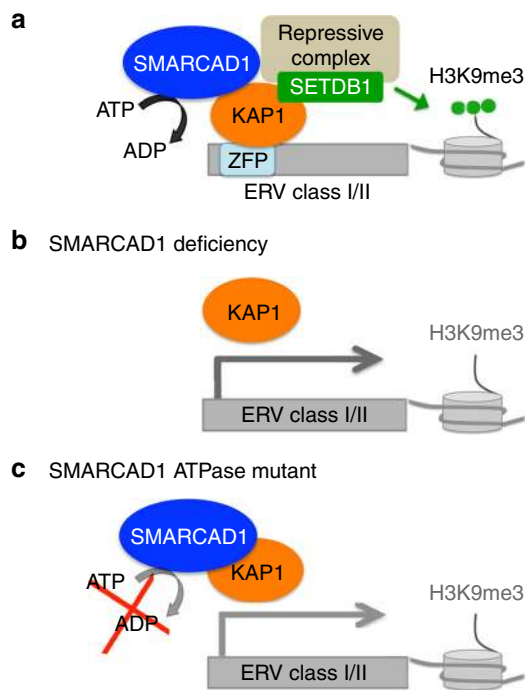 a
Repressive
complex
SMARCAD1
SETDB1
H3K9me3
ATP
KAP1
ADP
ZFP
ERV class I/II
b SMARCAD1 deficiency
KAP1
H3K9me3
ERV class I/II
c SMARCAD1 ATPase mutant
SMARCAD1
ATP
KAP1
ADP
H3K9me3
ERV class I/II